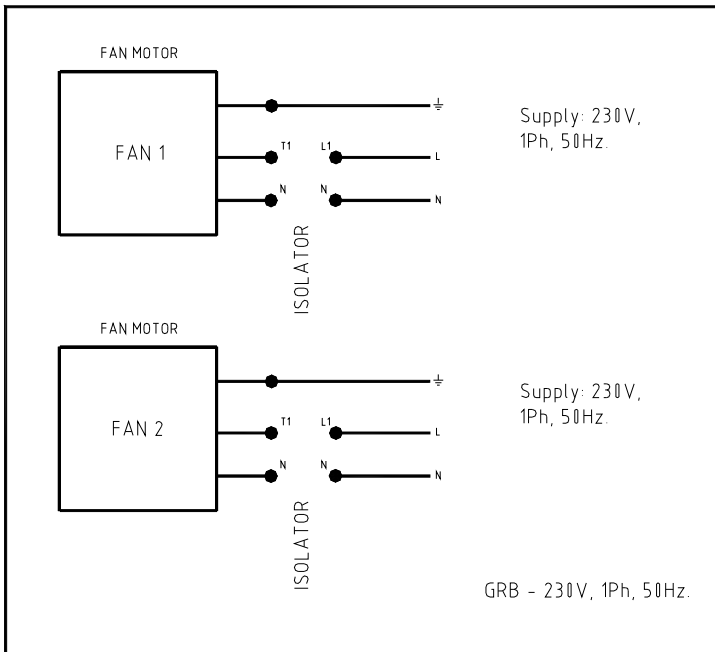 FAN MOTOR
FAN 1
T1
L1
L
N
N
N
ISOLATOR
Supply: 230V,
1Ph, 50Hz.
FAN MOTOR
FAN 2
T1
L1
L
N
N
N
ISOLATOR
Supply: 230V,
1Ph, 50Hz.
GRB - 230V, 1Ph, 50Hz.